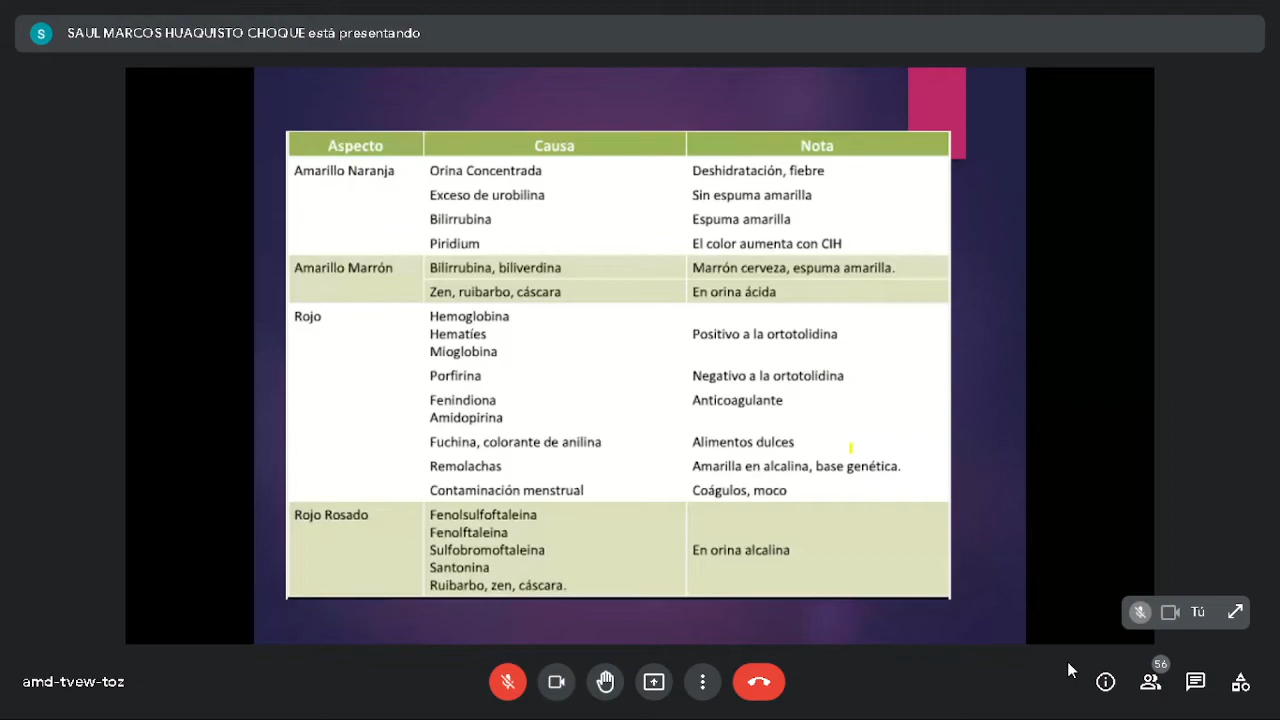 S SAUL MARCOS HUAQUISTO CHOQUE está presentando
Aspecto Causa Nota
Amarillo Naranja Orina Concentrada Deshidratación, fiebre
Exceso de urobilina Sin espuma amarilla
Bilirrubina Espuma amarilla
Piridium El color aumenta con ClH
Amarillo Marrón Bilirrubina, biliverdina Marrón cerveza, espuma amarilla.
Zen, ruibarbo, cáscara En orina ácida
Rojo Hemoglobina
Hematíes Positivo a la ortotolidina
Mioglobina
Porfirina Negativo a la ortotolidina
Fenindiona Anticoagulante
Amidopirina
Fuchina, colorante de anilina Alimentos dulces
Remolachas Amarilla en alcalina, base genética.
Contaminación menstrual Coágulos, moco
Rojo Rosado Fenolsulfoftaleina
Fenolftaleina
Sulfobromoftaleina En orina alcalina
Santonina
Ruibarbo, zen, cáscara.
Tú
56
amd-tvew-toz